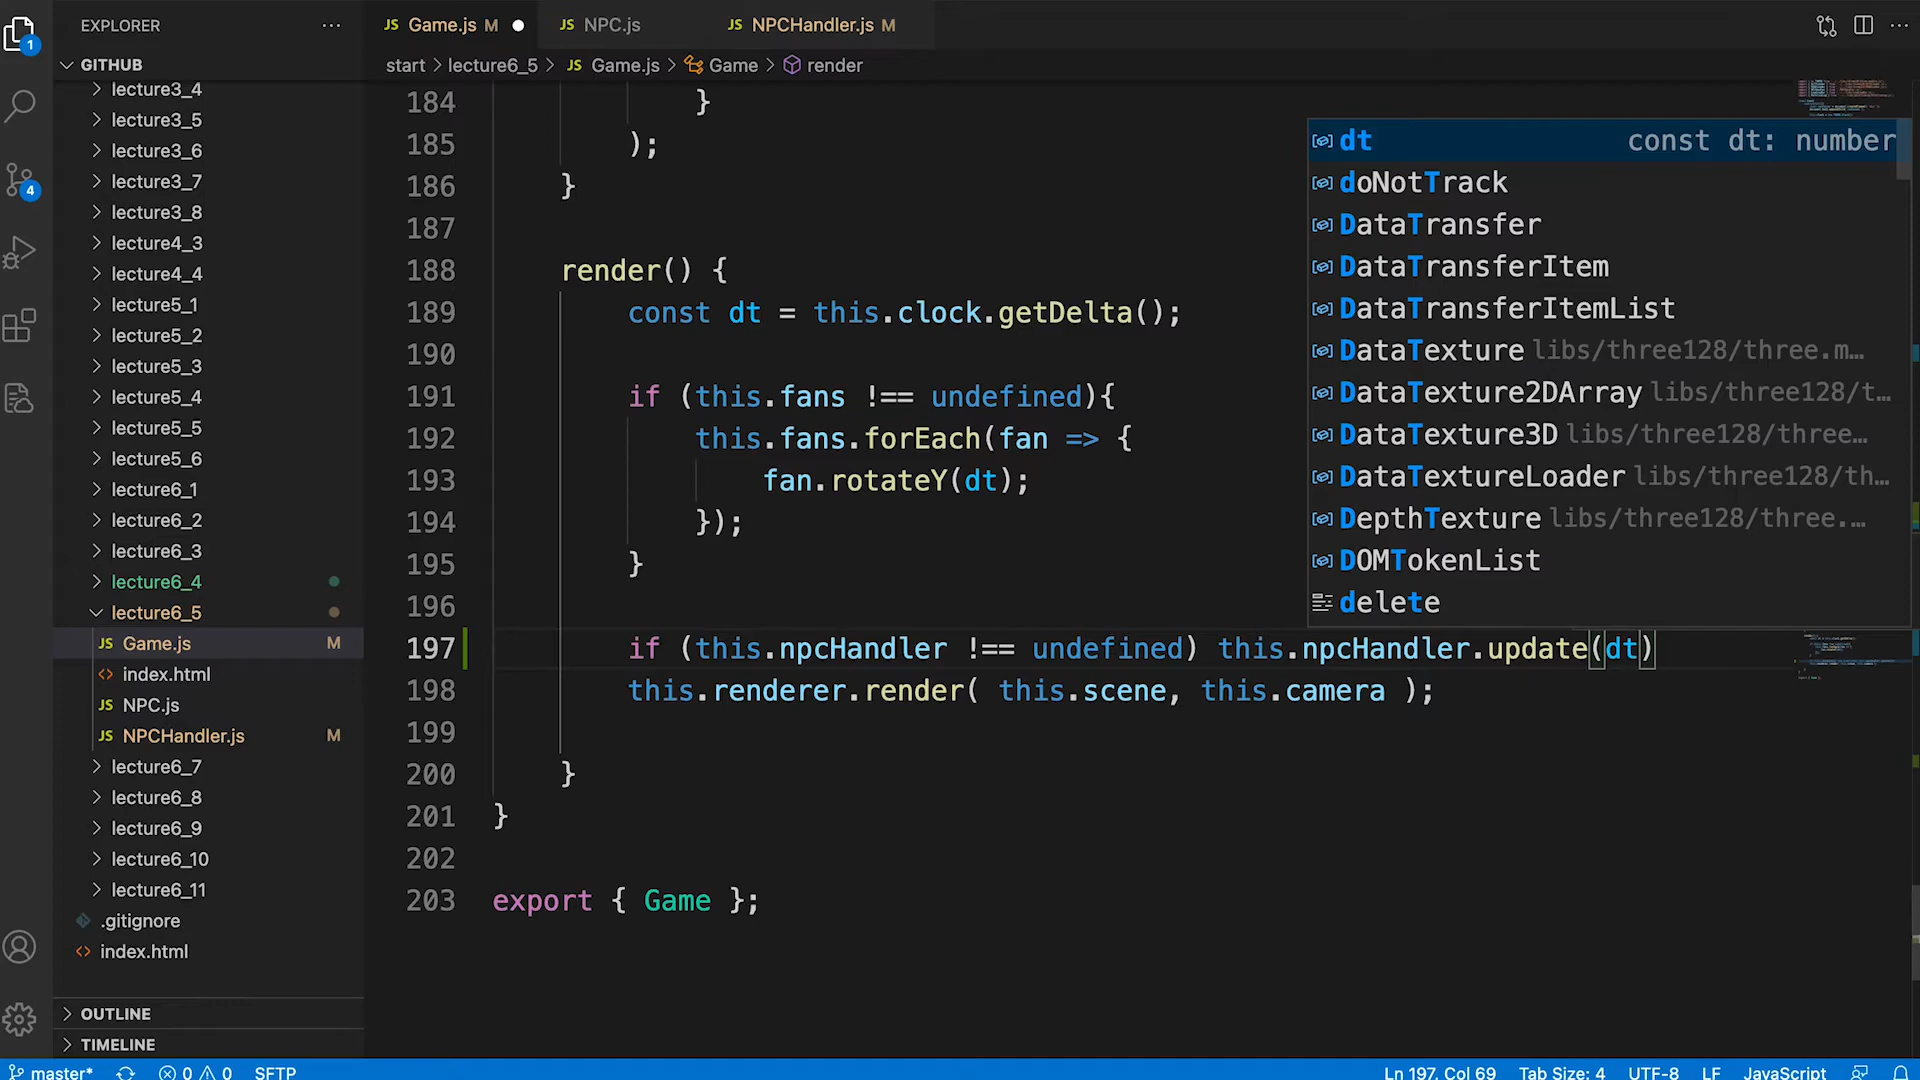 EXPLORER
GITHUB
lecture3_4
lecture3_5
lecture3_6
lecture3_7
lecture3_8
lecture4_3
lecture4_4
lecture5_1
lecture5_2
lecture5_3
lecture5_4
lecture5_5
lecture5_6
lecture6_1
lecture6_2
lecture6_3
lecture6_4
lecture6_5
JS Game.js M
<> index.html
JS NPC.js
JS NPCHandler.js M
lecture6_7
lecture6_8
lecture6_9
lecture6_10
lecture6_11
.gitignore
<> index.html
OUTLINE
TIMELINE
1
4
JS Game.js M
JS NPC.js
JS NPCHandler.js M
start > lecture6_5 > JS Game.js > Game > render
184 }
185 );
186 }
187
188 render() {
189 const dt = this.clock.getDelta();
190
191 if (this.fans !== undefined){
192 this.fans.forEach(fan => {
193 fan.rotateY(dt);
194 });
195 }
196
197 if (this.npcHandler !== undefined) this.npcHandler.update(dt)
198 this.renderer.render( this.scene, this.camera );
199
200 }
201 }
202
203 export { Game };
dt const dt: number
doNotTrack
DataTransfer
DataTransferItem
DataTransferItemList
DataTexture libs/three128/three.m…
DataTexture2DArray libs/three128/t…
DataTexture3D libs/three128/three…
DataTextureLoader libs/three128/th…
DepthTexture libs/three128/three.…
DOMTokenList
delete
master* 0 0 SFTP
Ln 197, Col 69 Tab Size: 4 UTF-8 LF JavaScript